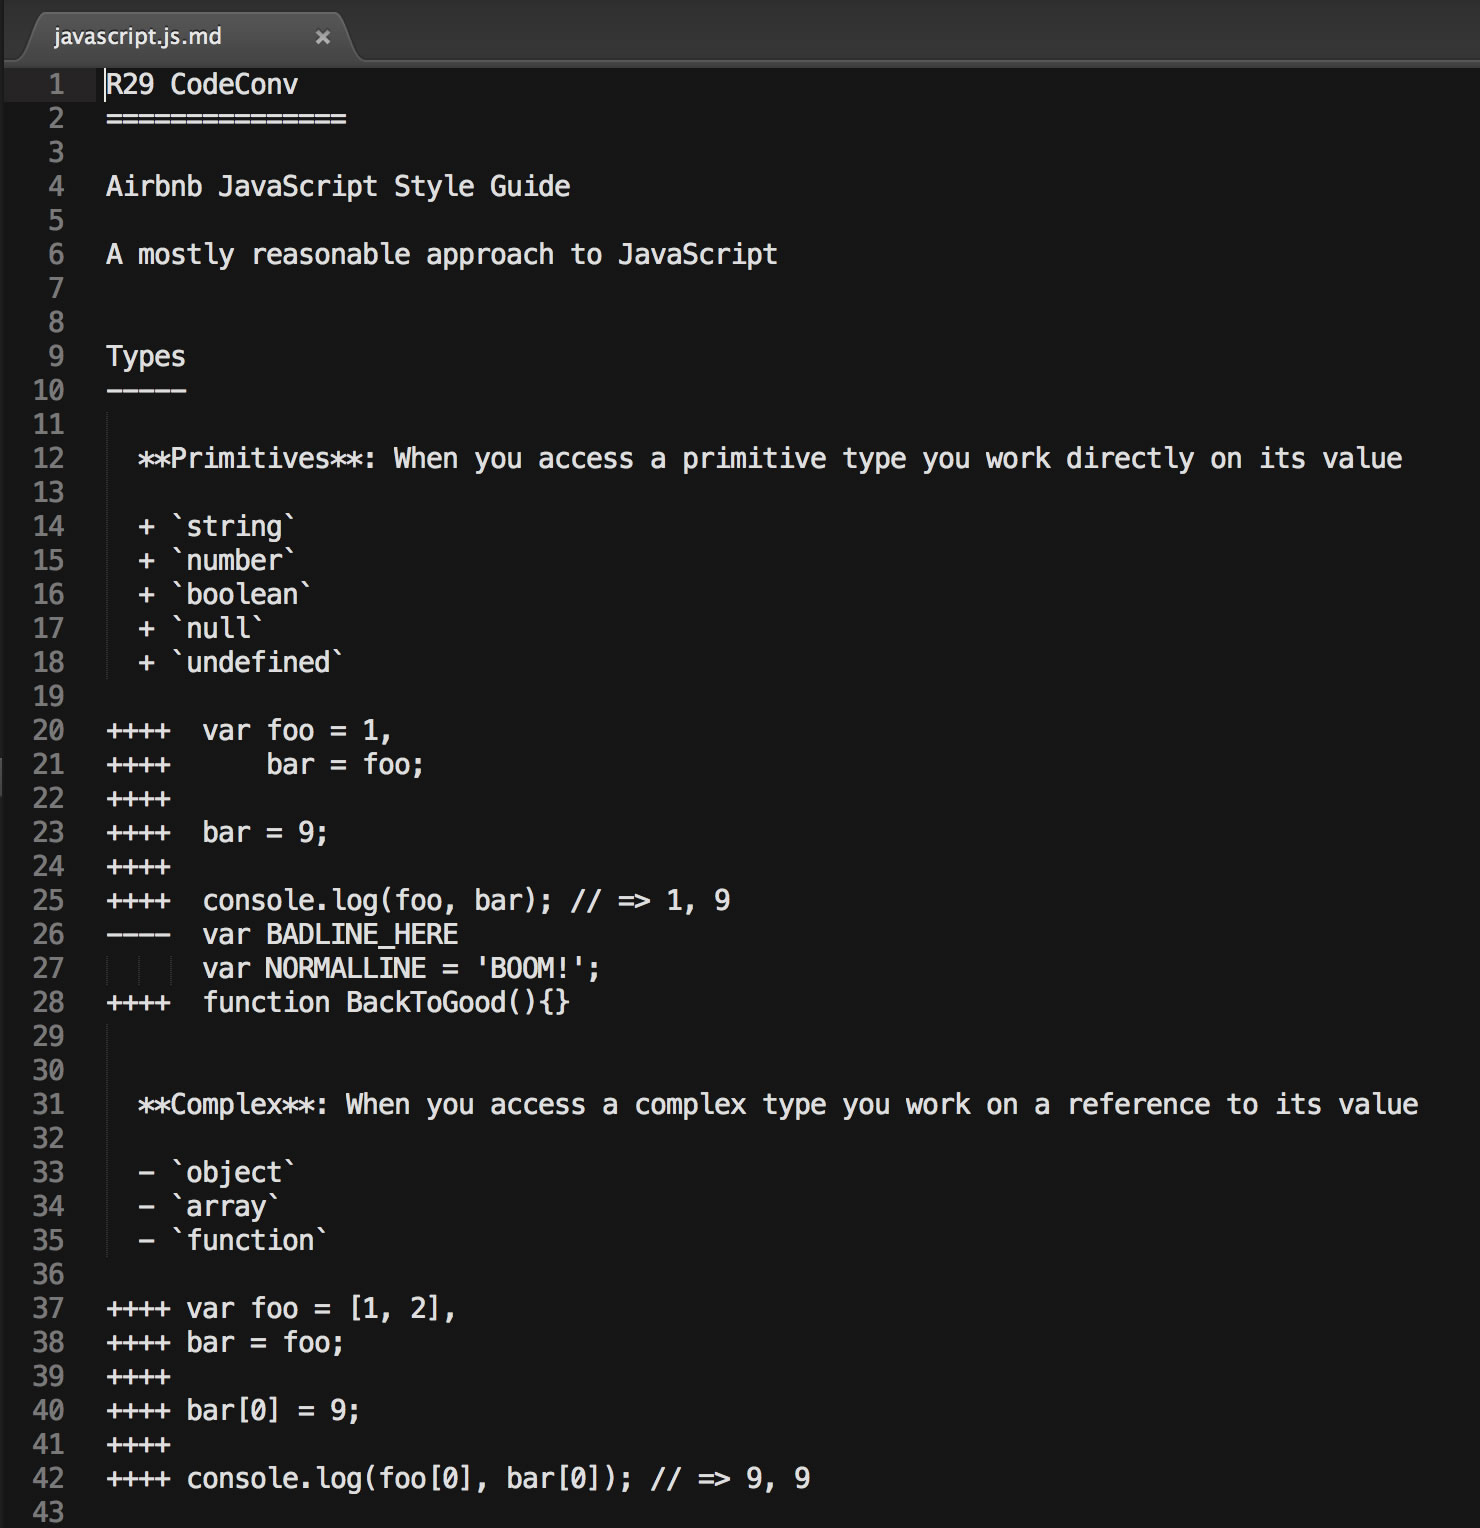 javascript.js.md ×
1 R29 CodeConv
2 ===============
3
4 Airbnb JavaScript Style Guide
5
6 A mostly reasonable approach to JavaScript
7
8
9 Types
10 -----
11
12   **Primitives**: When you access a primitive type you work directly on its value
13
14   + `string`
15   + `number`
16   + `boolean`
17   + `null`
18   + `undefined`
19
20 ++++  var foo = 1,
21 ++++      bar = foo;
22 ++++
23 ++++  bar = 9;
24 ++++
25 ++++  console.log(foo, bar); // => 1, 9
26 ----  var BADLINE_HERE
27       var NORMALLINE = 'BOOM!';
28 ++++  function BackToGood(){}
29
30
31   **Complex**: When you access a complex type you work on a reference to its value
32
33   - `object`
34   - `array`
35   - `function`
36
37 ++++ var foo = [1, 2],
38 ++++ bar = foo;
39 ++++
40 ++++ bar[0] = 9;
41 ++++
42 ++++ console.log(foo[0], bar[0]); // => 9, 9
43